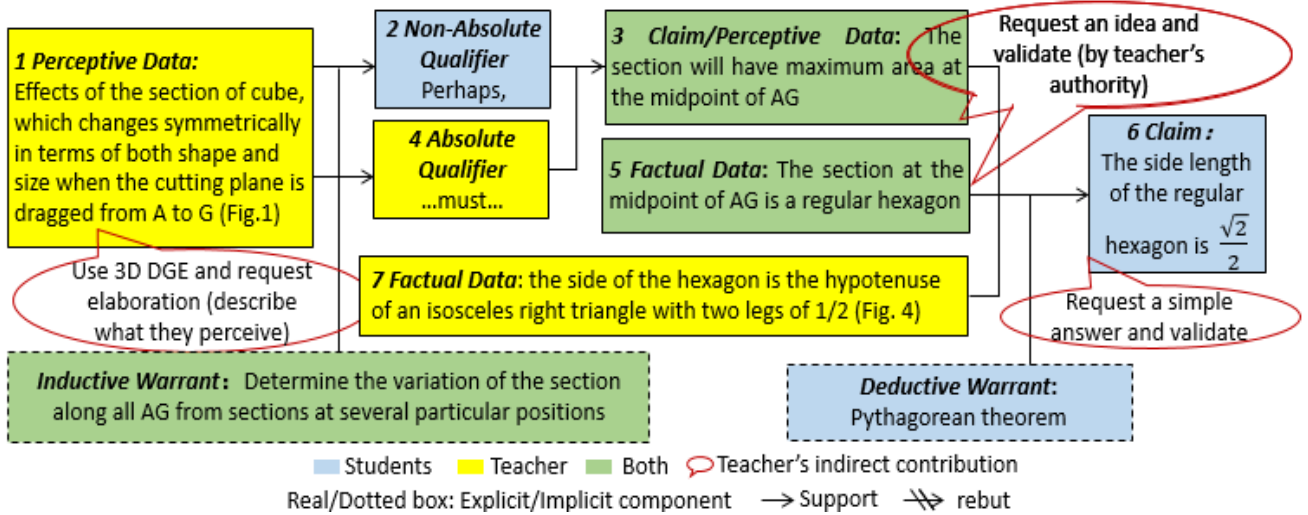 1 Perceptive Data:
Effects of the section of cube,
which changes symmetrically
in terms of both shape and
size when the cutting plane is
dragged from A to G (Fig.1)
2 Non-Absolute
Qualifier
Perhaps,
4 Absolute
Qualifier
...must...
3 Claim/Perceptive Data: The
section will have maximum area at
the midpoint of AG
Request an idea and
validate (by teacher's
authority)
5 Factual Data: The section at the
midpoint of AG is a regular hexagon
6 Claim :
The side length
of the regular
hexagon is √2/2
Use 3D DGE and request
elaboration (describe
what they perceive)
7 Factual Data: the side of the hexagon is the hypotenuse
of an isosceles right triangle with two legs of 1/2 (Fig. 4)
Request a simple
answer and validate
Inductive Warrant: Determine the variation of the section
along all AG from sections at several particular positions
Deductive Warrant:
Pythagorean theorem
Students Teacher Both Teacher's indirect contribution
Real/Dotted box: Explicit/Implicit component Support rebut